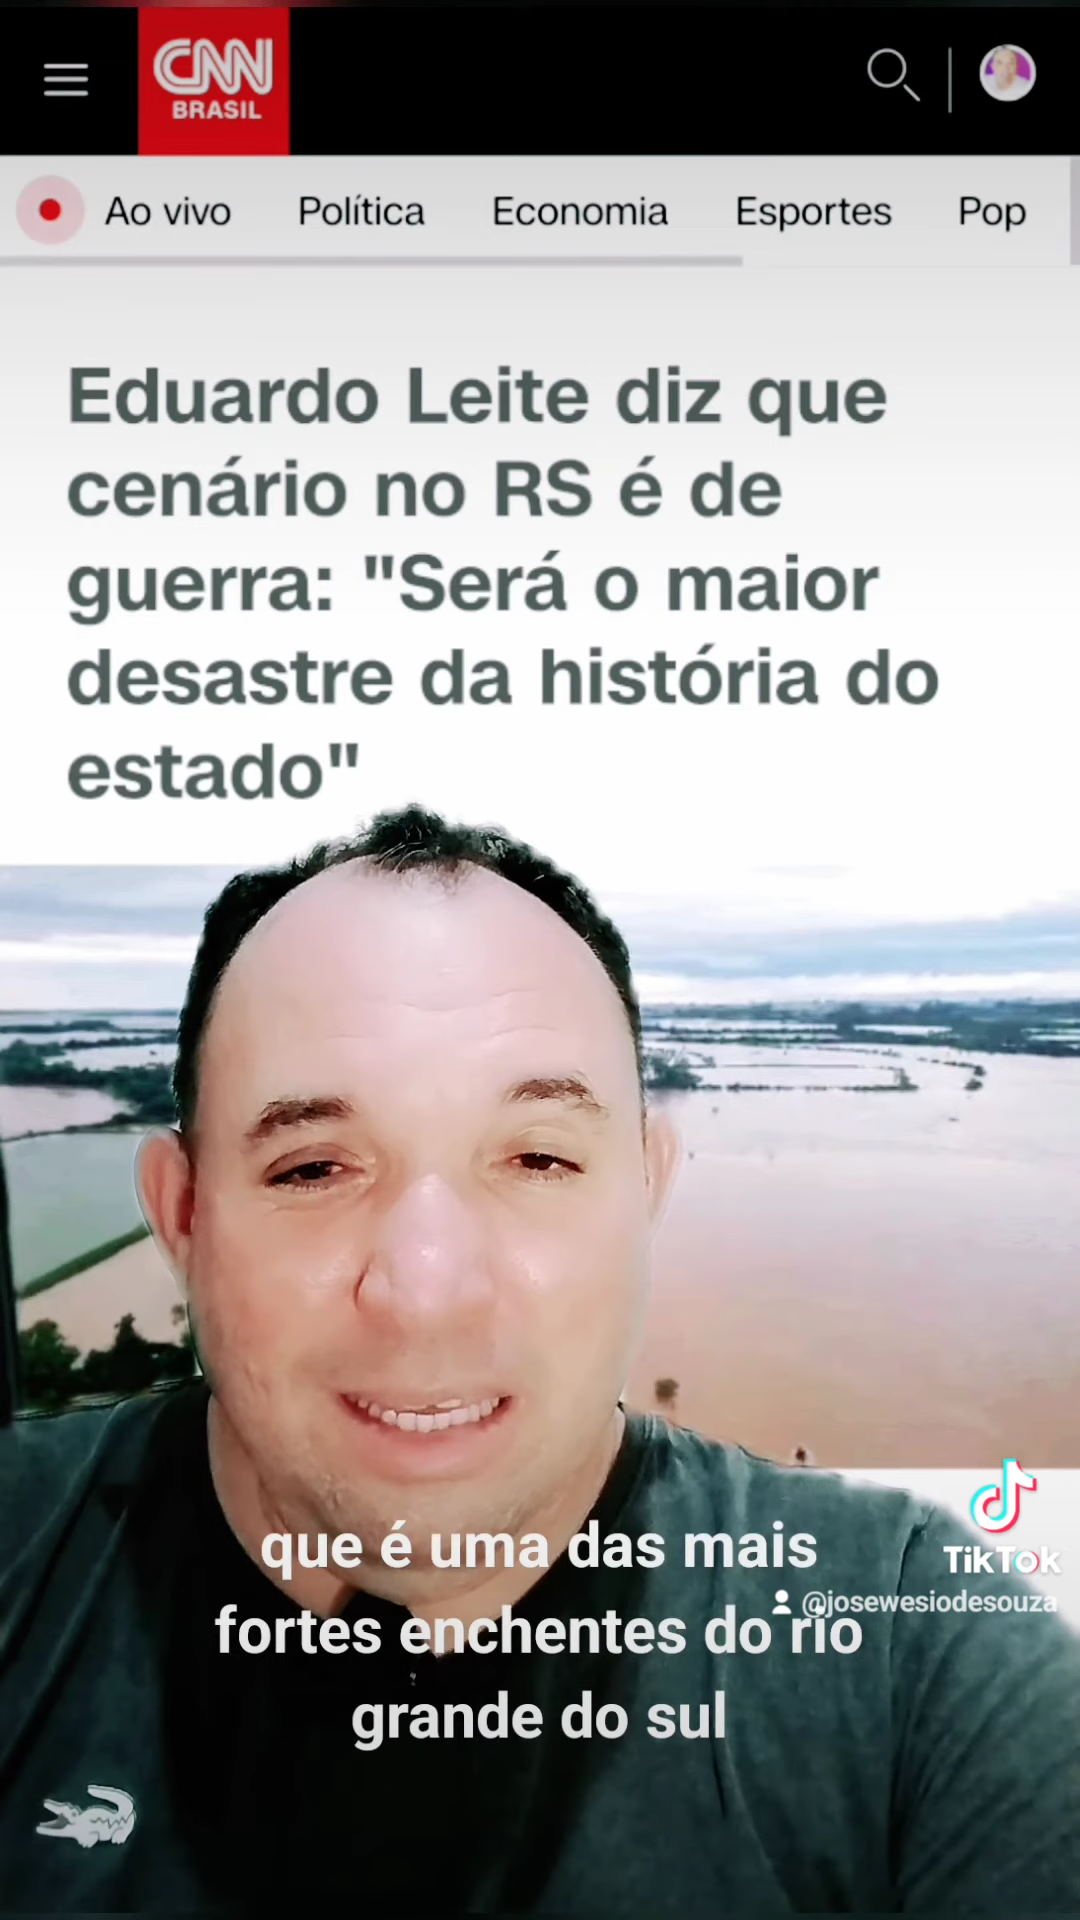 CNN
BRASIL
Ao vivo Política Economia Esportes Pop
Eduardo Leite diz que
cenário no RS é de
guerra: "Será o maior
desastre da história do
estado"
que é uma das mais
fortes enchentes do rio
grande do sul
TikTok
@josewesiodesouza